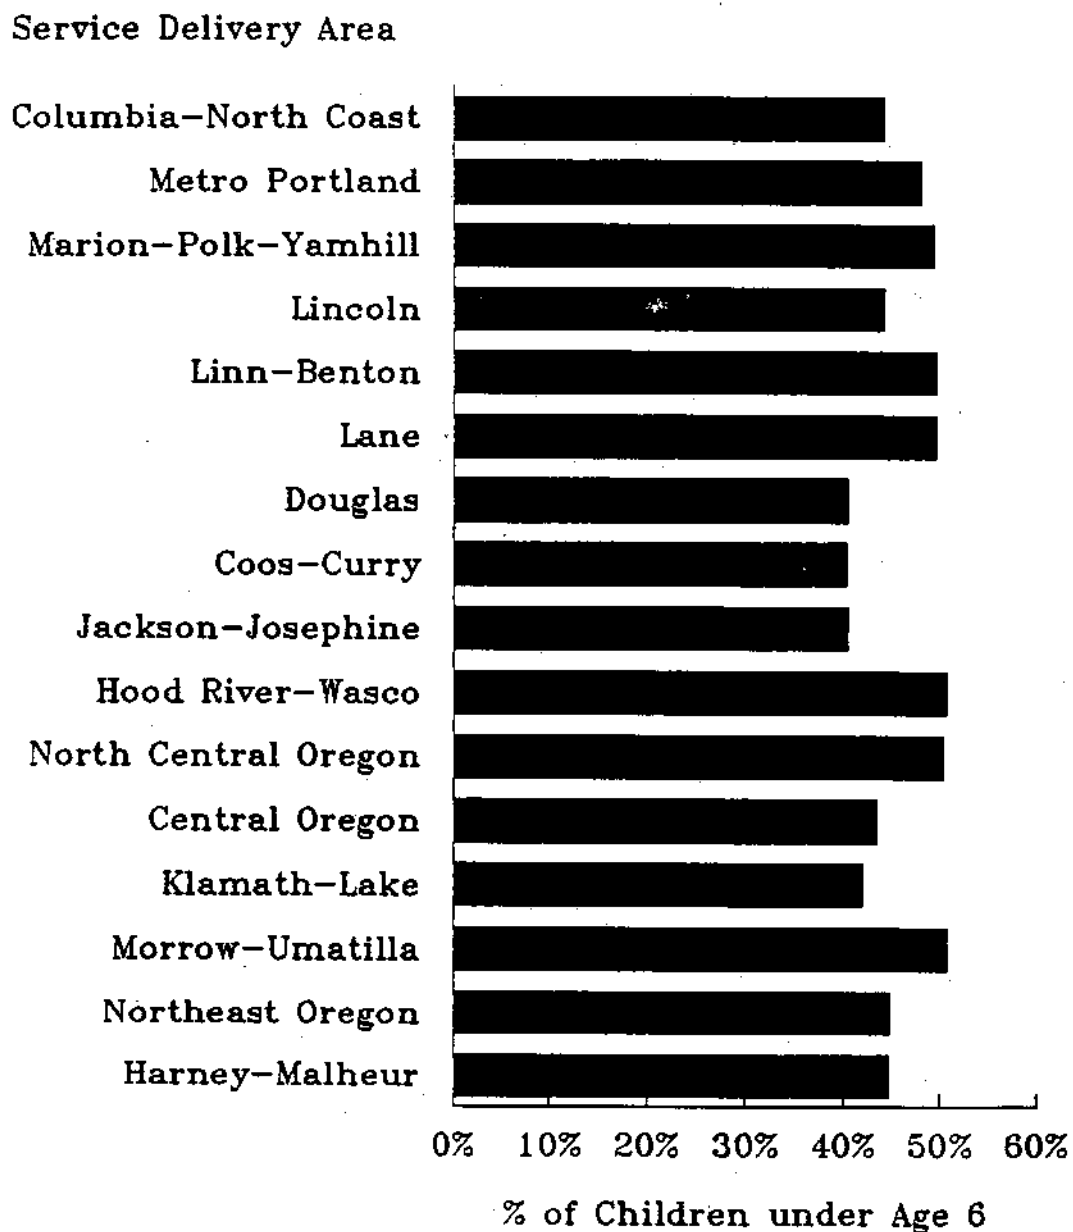 Service Delivery Area
Columbia-North Coast
Metro Portland
Marion-Polk-Yamhill
Lincoln
Linn-Benton
Lane
Douglas
Coos-Curry
Jackson-Josephine
Hood River-Wasco
North Central Oregon
Central Oregon
Klamath-Lake
Morrow-Umatilla
Northeast Oregon
Harney-Malheur
0% 10% 20% 30% 40% 50% 60%
% of Children under Age 6